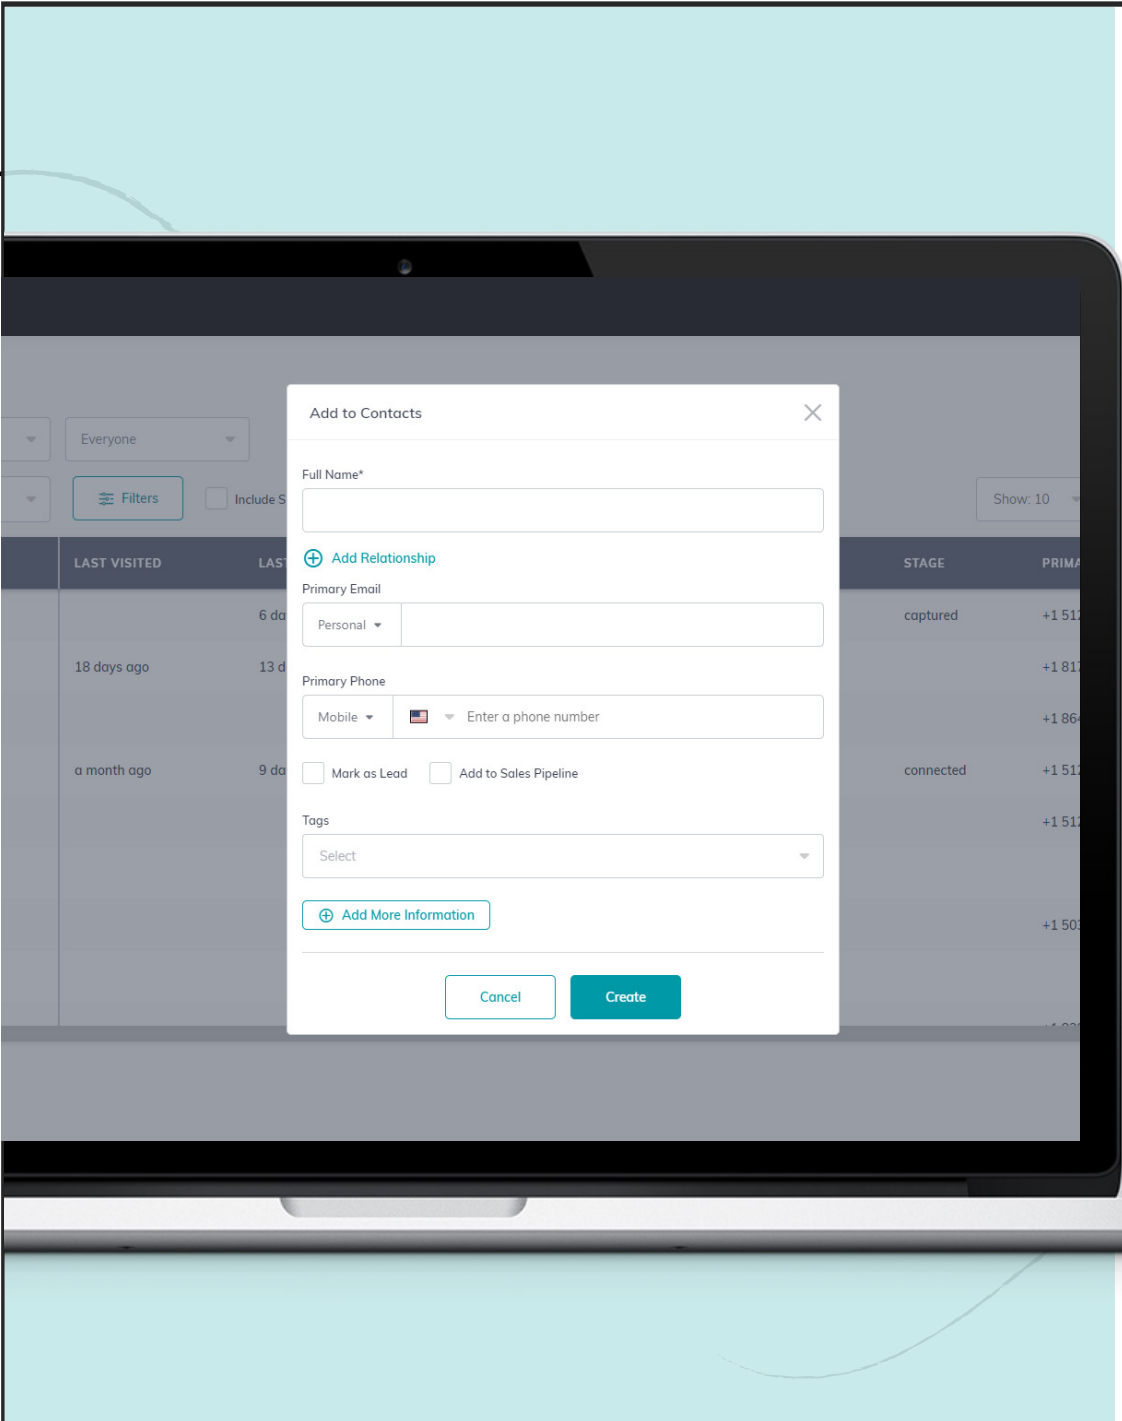 Add to Contacts
Everyone
Full Name*
Filters
Include S
Show: 10
Add Relationship
LAST VISITED
LAST
STAGE
PRIMA
Primary Email
6 da
captured
+1 512
Personal
18 days ago
13 d
+1 817
Primary Phone
Mobile
Enter a phone number
+1 864
a month ago
9 da
Mark as Lead
Add to Sales Pipeline
connected
+1 512
Tags
+1 512
Select
Add More Information
+1 503
Cancel
Create